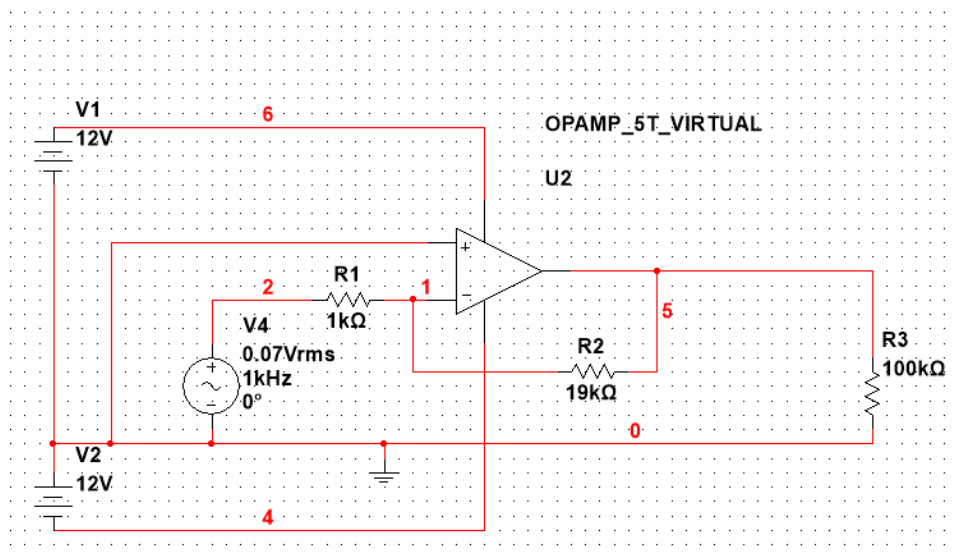 V1
12V
6
OPAMP_5T_VIRTUAL
U2
+
R1
2
1
−
1kΩ
5
V4
0.07Vrms
1kHz
0°
+
−
R2
19kΩ
R3
100kΩ
0
V2
12V
4